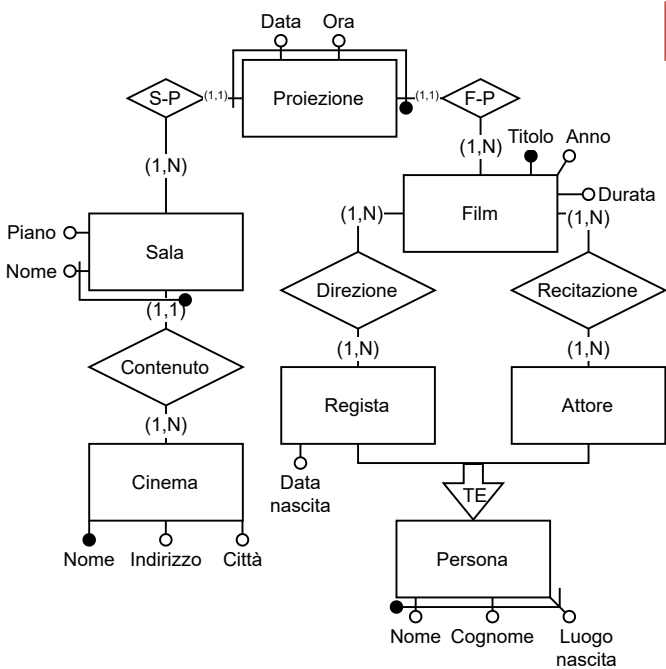 Data Ora
S-P (1,1) Proiezione (1,1) F-P
(1,N) (1,N) Titolo Anno
Durata
Piano Sala (1,N) Film (1,N)
Nome
(1,1) Direzione Recitazione
Contenuto (1,N) (1,N)
(1,N) Regista Attore
Cinema Data
nascita TE
Nome Indirizzo Città
Persona
Nome Cognome Luogo
nascita